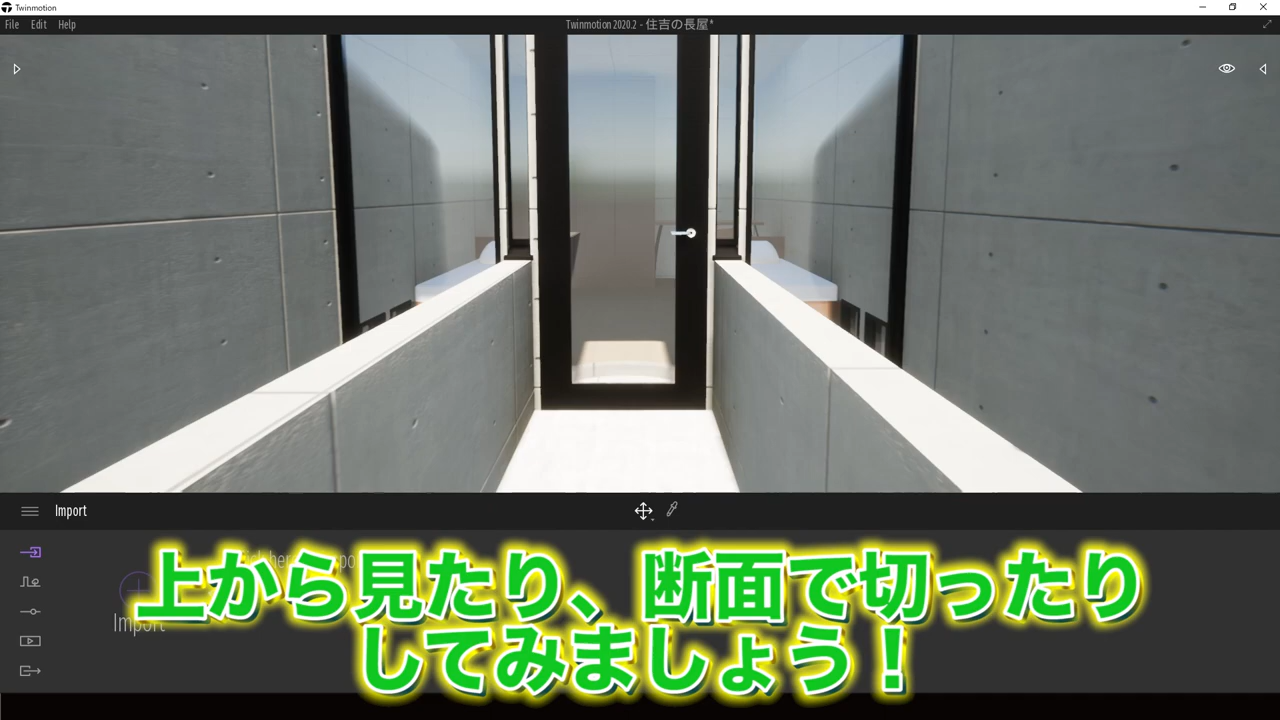 Twinmotion
File Edit Help
Twinmotion 2020.2 - 住吉の長屋*
Import
上から見たり、断面で切ったり
してみましょう！
Import